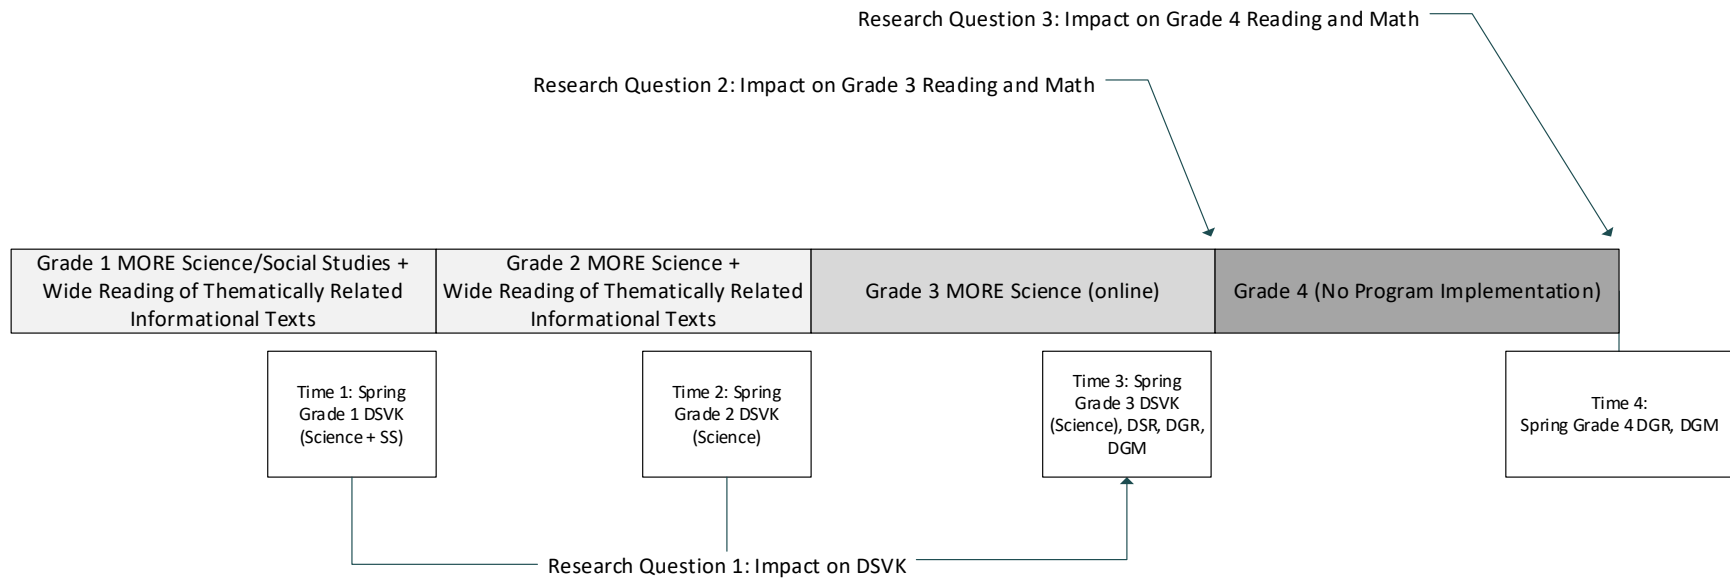 Research Question 3: Impact on Grade 4 Reading and Math
Research Question 2: Impact on Grade 3 Reading and Math
Grade 1 MORE Science/Social Studies +
Wide Reading of Thematically Related
Informational Texts
Grade 2 MORE Science +
Wide Reading of Thematically Related
Informational Texts
Grade 3 MORE Science (online)
Grade 4 (No Program Implementation)
Time 1: Spring
Grade 1 DSVK
(Science + SS)
Time 2: Spring
Grade 2 DSVK
(Science)
Time 3: Spring
Grade 3 DSVK
(Science), DSR, DGR,
DGM
Time 4:
Spring Grade 4 DGR, DGM
Research Question 1: Impact on DSVK